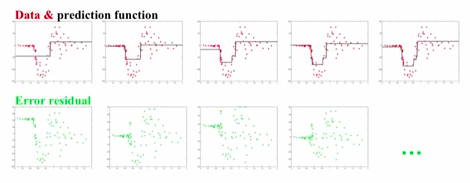 Data & prediction function
Error residual
...